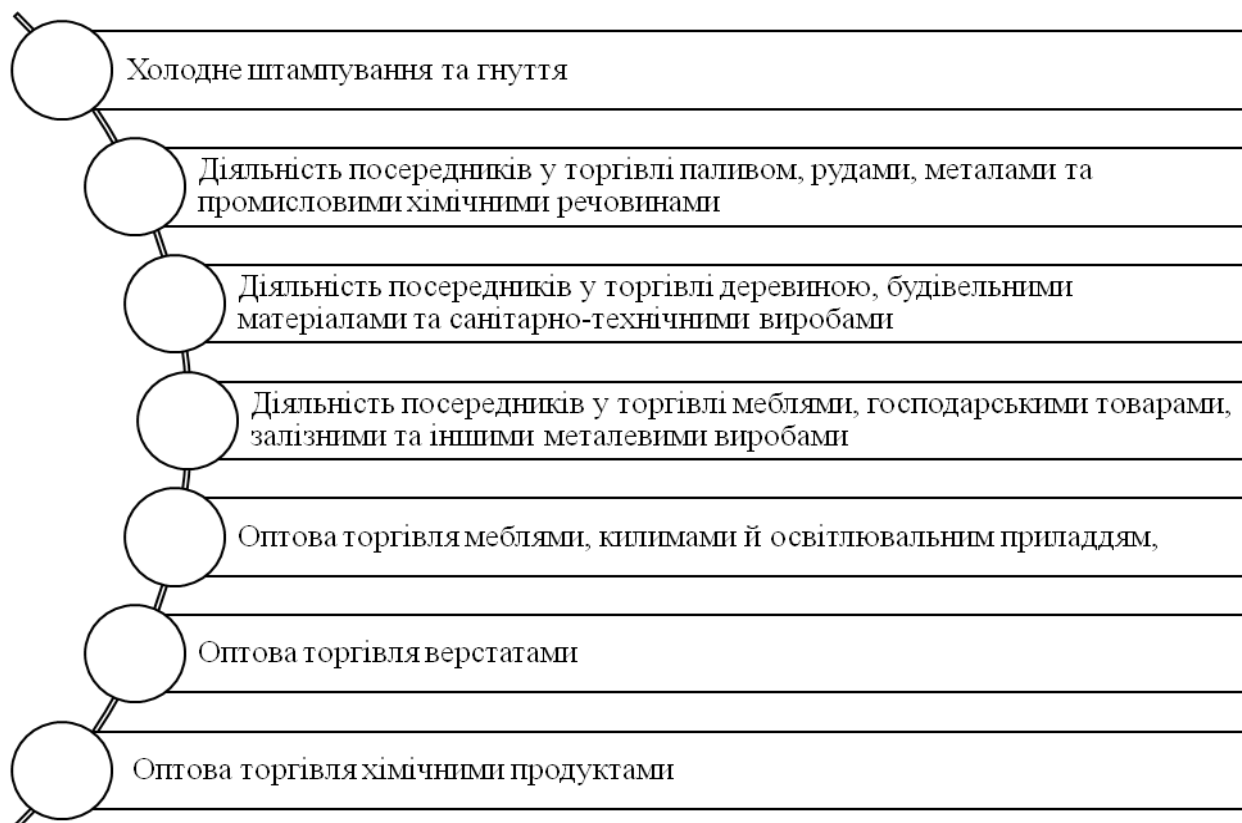 Холодне штампування та гнуття
Діяльність посередників у торгівлі паливом, рудами, металами та
промисловими хімічними речовинами
Діяльність посередників у торгівлі деревиною, будівельними
матеріалами та санітарно-технічними виробами
Діяльність посередників у торгівлі меблями, господарськими товарами,
залізними та іншими металевими виробами
Оптова торгівля меблями, килимами й освітлювальним приладдям,
Оптова торгівля верстатами
Оптова торгівля хімічними продуктами